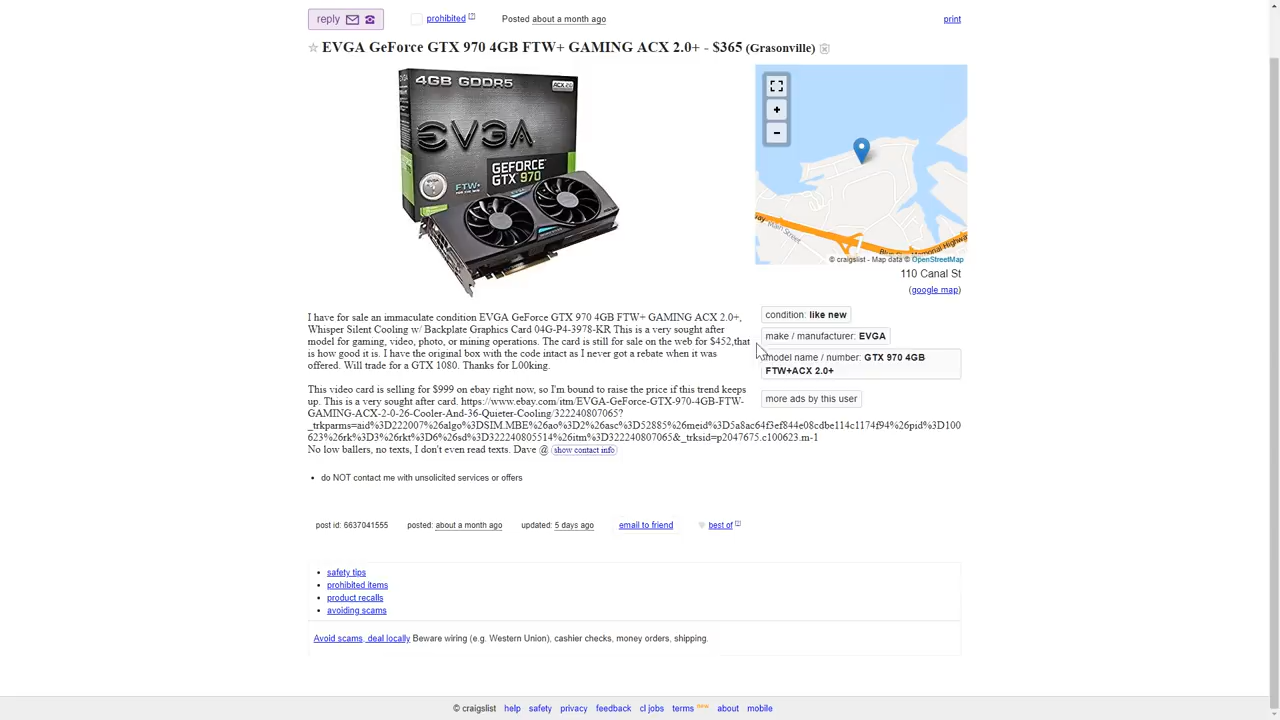 reply
prohibited [?]
Posted about a month ago
print
☆ EVGA GeForce GTX 970 4GB FTW+ GAMING ACX 2.0+ - $365 (Grasonville)
4GB GDDR5
ACX 2.0
EVGA
GEFORCE
GTX 970
FTW+
+
−
Main Street
© craigslist - Map data © OpenStreetMap
110 Canal St
(google map)
I have for sale an immaculate condition EVGA GeForce GTX 970 4GB FTW+ GAMING ACX 2.0+,
Whisper Silent Cooling w/ Backplate Graphics Card 04G-P4-3978-KR This is a very sought after
model for gaming, video, photo, or mining operations. The card is still for sale on the web for $452,that
is how good it is. I have the original box with the code intact as I never got a rebate when it was
offered. Will trade for a GTX 1080. Thanks for L00king.
This video card is selling for $999 on ebay right now, so I'm bound to raise the price if this trend keeps
up. This is a very sought after card. https://www.ebay.com/itm/EVGA-GeForce-GTX-970-4GB-FTW-
GAMING-ACX-2-0-26-Cooler-And-36-Quieter-Cooling/322240807065?
_trkparms=aid%3D222007%26algo%3DSIM.MBE%26ao%3D2%26asc%3D52885%26meid%3D5a8ac64f3ef844e08cdbe114c1174f94%26pid%3D100
623%26rk%3D3%26rkt%3D6%26sd%3D322240805514%26itm%3D322240807065&_trksid=p2047675.c100623.m-1
No low ballers, no texts, I don't even read texts. Dave @ show contact info
condition: like new
make / manufacturer: EVGA
model name / number: GTX 970 4GB
FTW+ACX 2.0+
more ads by this user
• do NOT contact me with unsolicited services or offers
post id: 6637041555
posted: about a month ago
updated: 5 days ago
email to friend
best of [?]
• safety tips
• prohibited items
• product recalls
• avoiding scams
Avoid scams, deal locally Beware wiring (e.g. Western Union), cashier checks, money orders, shipping.
© craigslist help safety privacy feedback cl jobs terms new about mobile